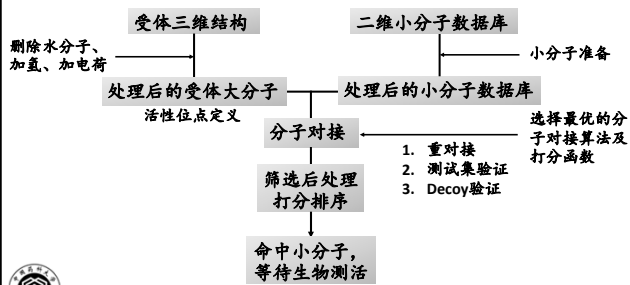 受体三维结构
二维小分子数据库
删除水分子、
加氢、加电荷
小分子准备
处理后的受体大分子
处理后的小分子数据库
活性位点定义
分子对接
选择最优的分
子对接算法及
打分函数
1. 重对接
2. 测试集验证
3. Decoy验证
筛选后处理
打分排序
命中小分子，
等待生物测活